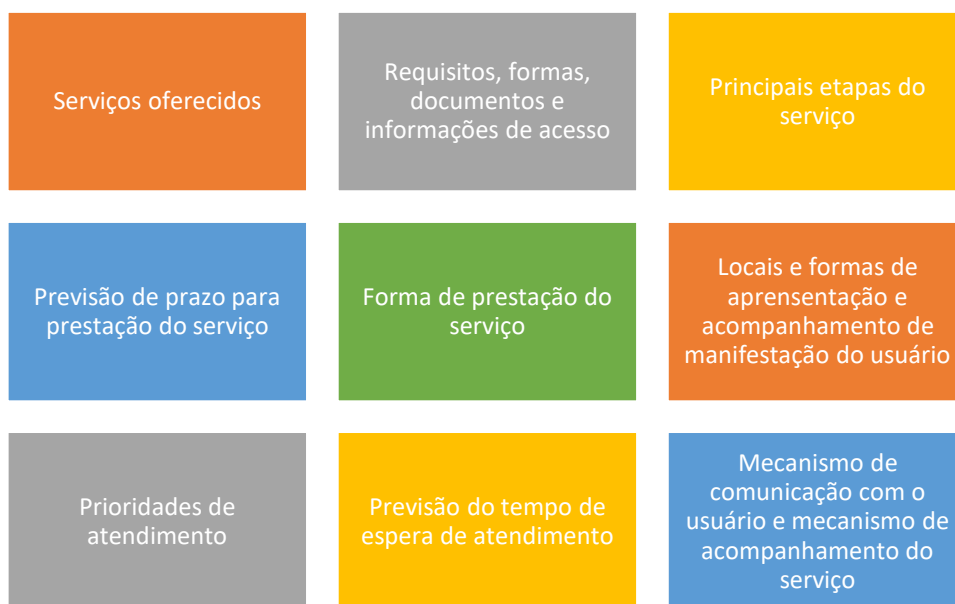 Serviços oferecidos
Requisitos, formas,
documentos e
informações de acesso
Principais etapas do
serviço
Previsão de prazo para
prestação do serviço
Forma de prestação do
serviço
Locais e formas de
aprensentação e
acompanhamento de
manifestação do usuário
Prioridades de
atendimento
Previsão do tempo de
espera de atendimento
Mecanismo de
comunicação com o
usuário e mecanismo de
acompanhamento do
serviço